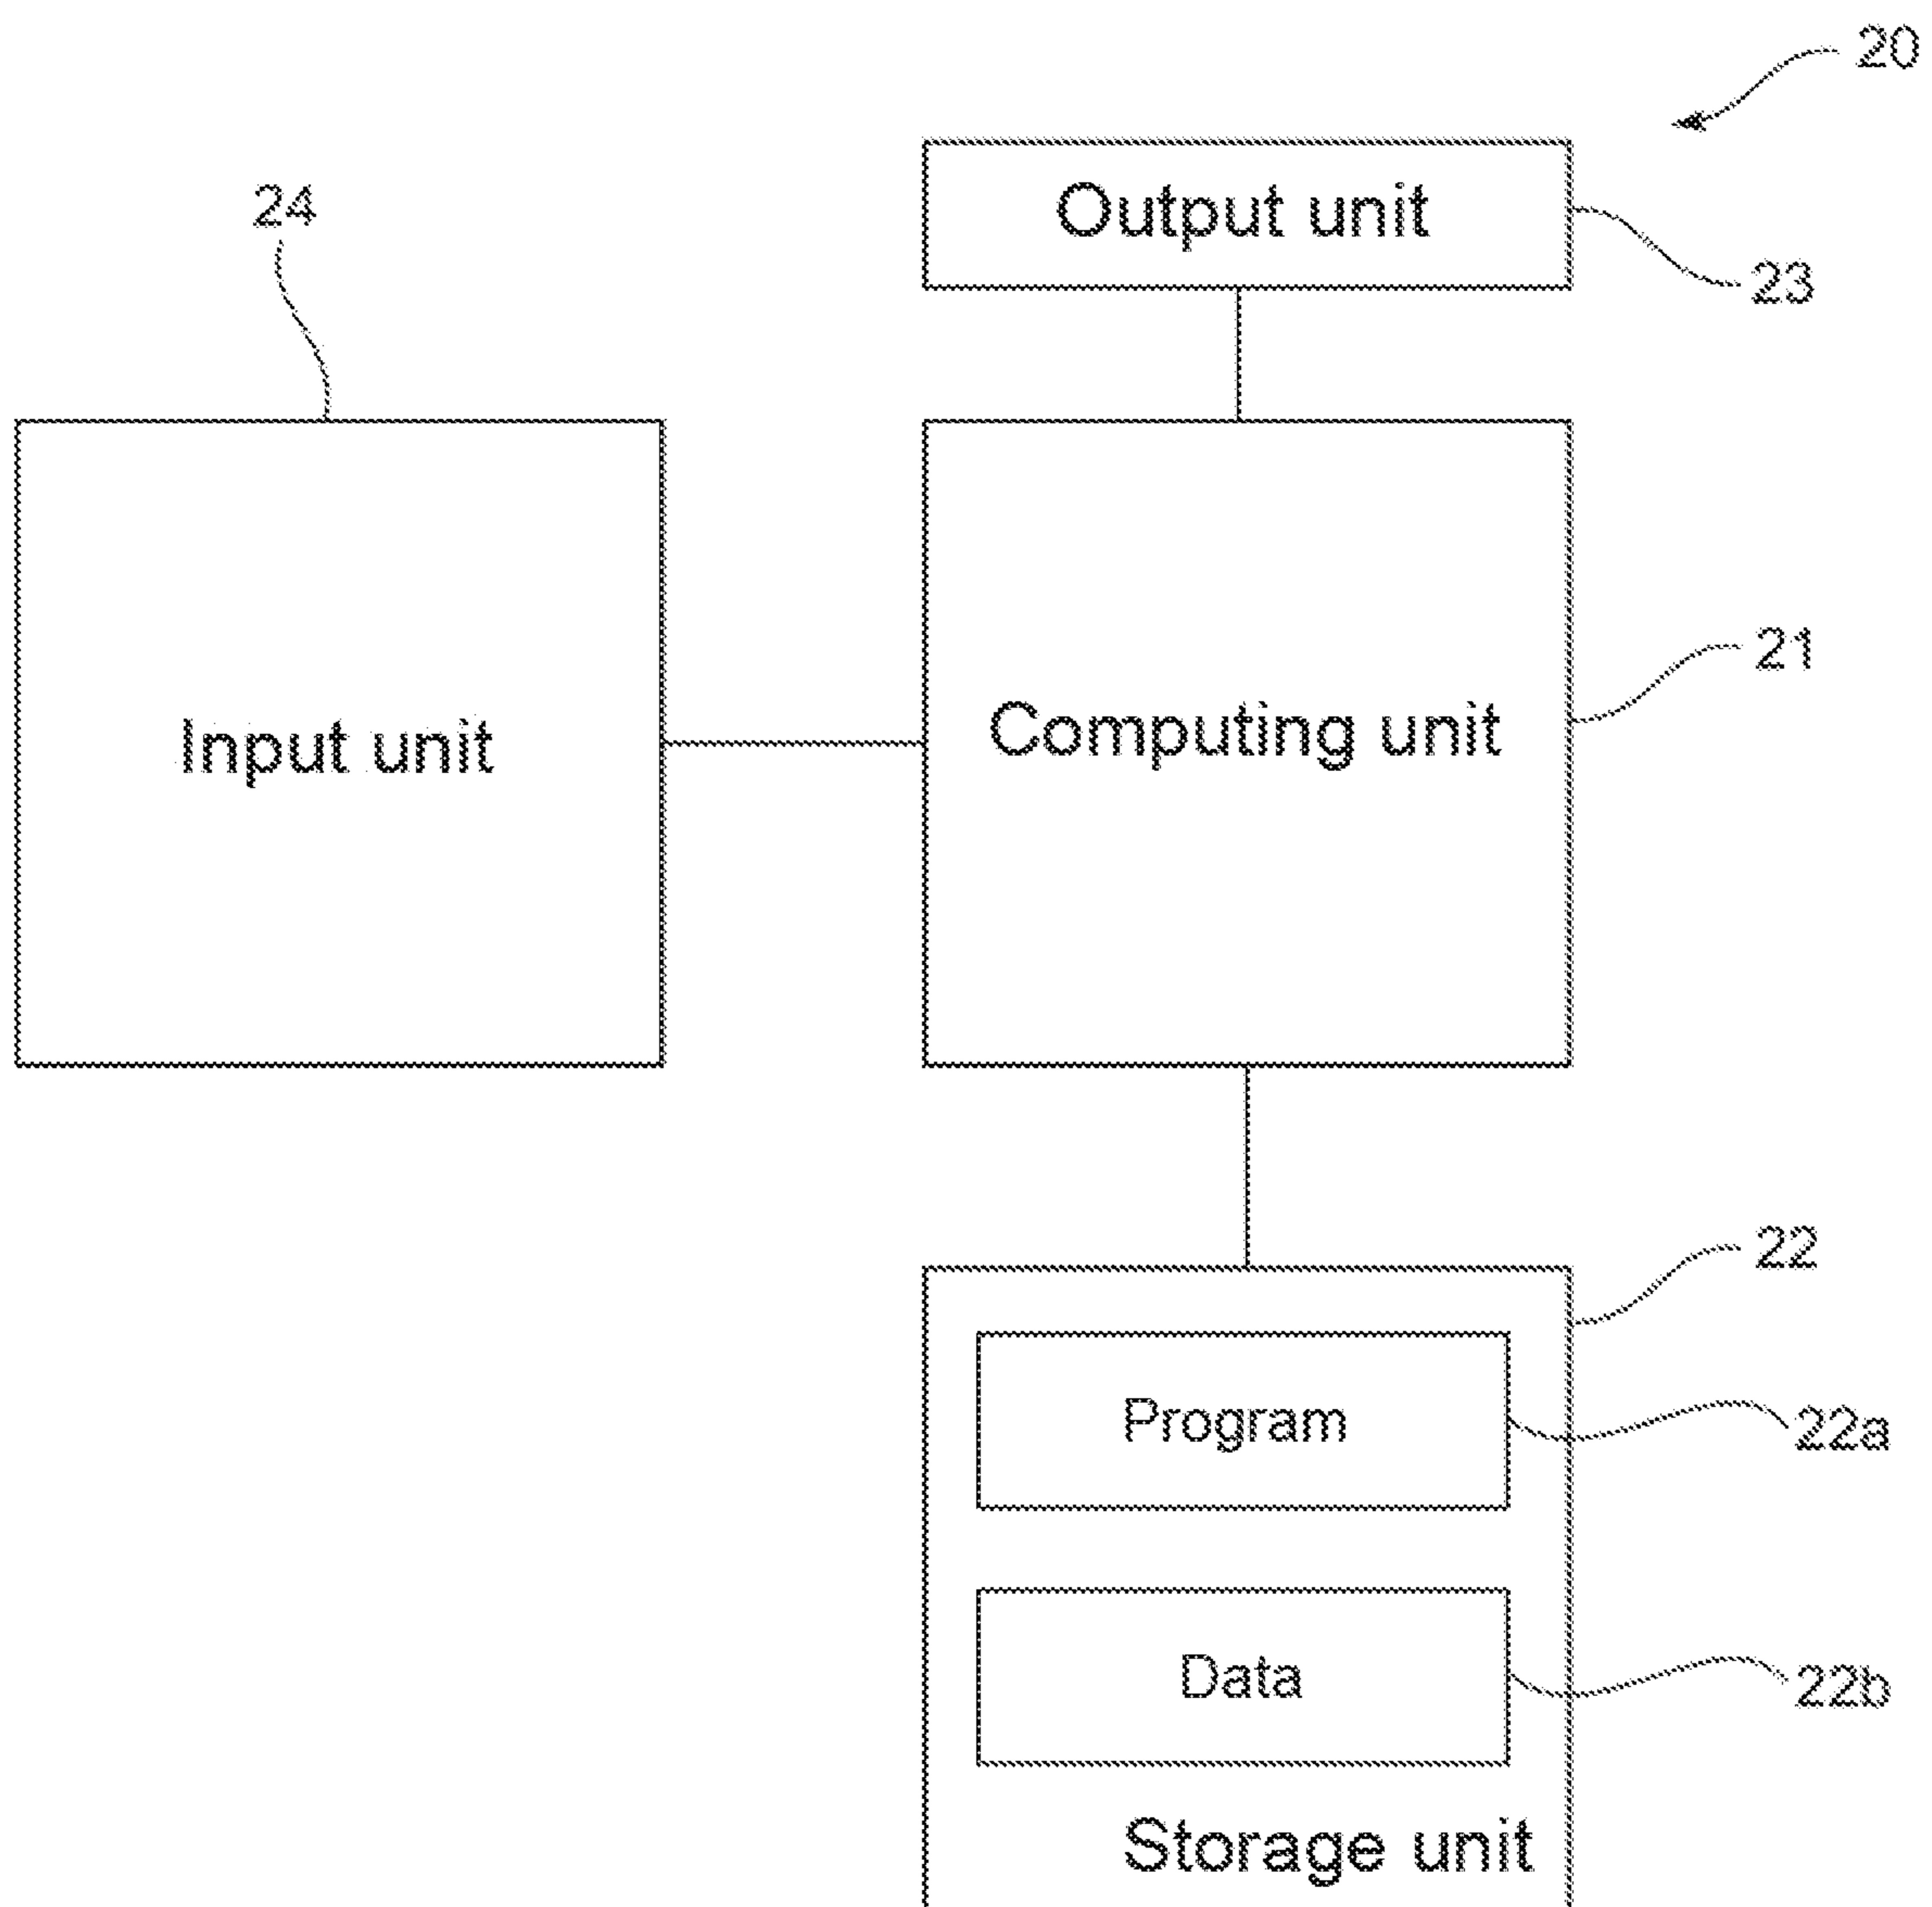 20
Output unit
24
23
21
Computing unit
Input unit
22
Program
22a
Data
22b
Storage unit